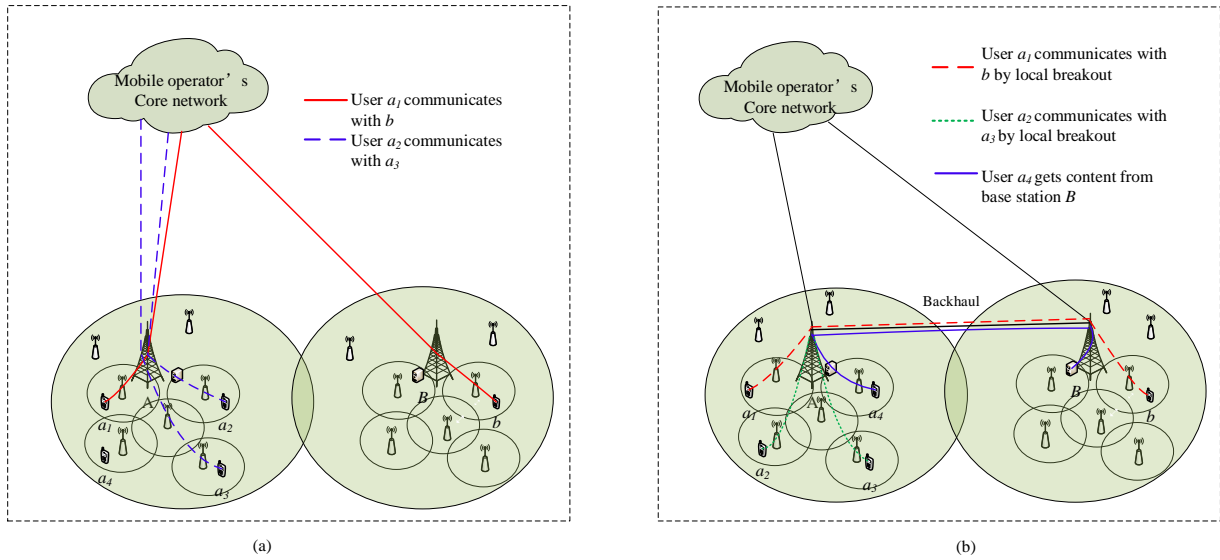 Mobile operator’ s
Core network
User a1 communicates
with b
User a2 communicates
with a3
A
B
a1
a2
b
a4
a3
(a)
Mobile operator’ s
Core network
User a1 communicates with
b by local breakout
User a2 communicates with
a3 by local breakout
User a4 gets content from
base station B
Backhaul
B
a1
A
a4
b
a2
a3
(b)